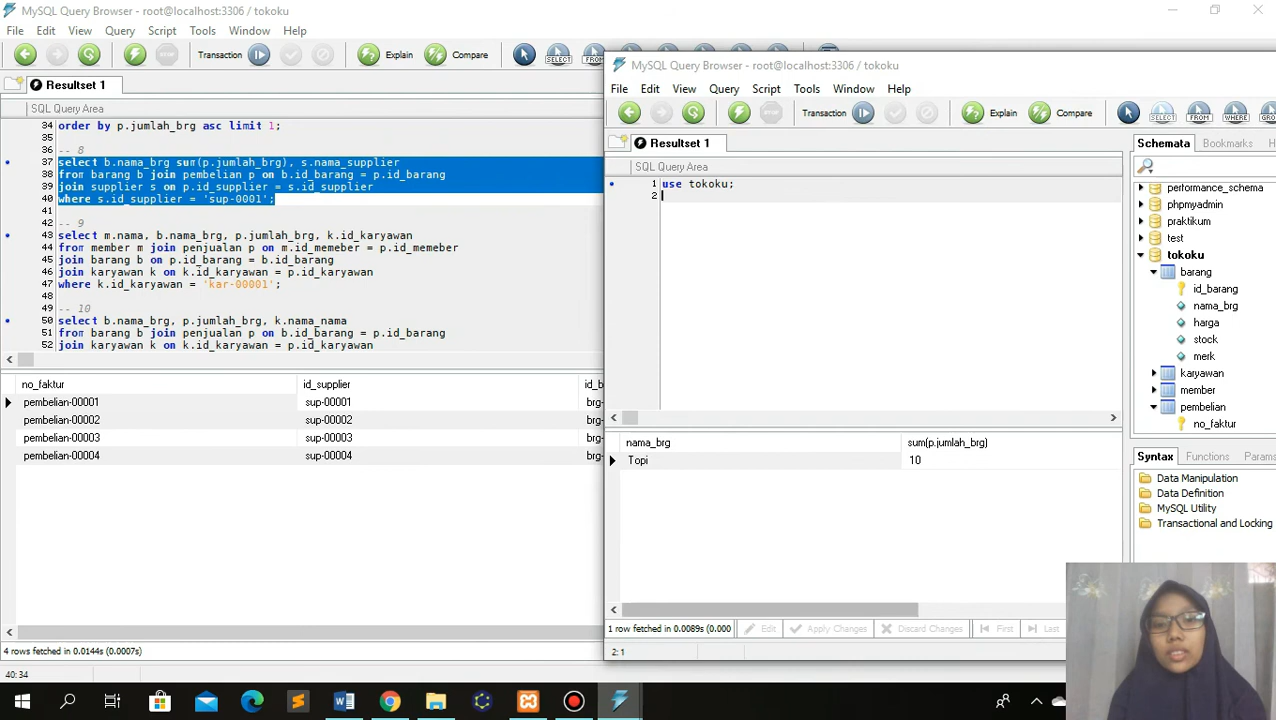 MySQL Query Browser - root@localhost:3306 / tokoku
File Edit View Query Script Tools Window Help
Transaction Explain Compare SELECT FROM
Resultset 1
SQL Query Area
34 order by p.jumlah_brg asc limit 1;
35
36 -- 8
37 select b.nama_brg sum(p.jumlah_brg), s.nama_supplier
38 from barang b join pembelian p on b.id_barang = p.id_barang
39 join supplier s on p.id_supplier = s.id_supplier
40 where s.id_supplier = 'sup-0001';
41
42 -- 9
43 select m.nama, b.nama_brg, p.jumlah_brg, k.id_karyawan
44 from member m join penjualan p on m.id_memeber = p.id_memeber
45 join barang b on p.id_barang = b.id_barang
46 join karyawan k on k.id_karyawan = p.id_karyawan
47 where k.id_karyawan = 'kar-00001';
48
49 -- 10
50 select b.nama_brg, p.jumlah_brg, k.nama_nama
51 from barang b join penjualan p on b.id_barang = p.id_barang
52 join karyawan k on k.id_karyawan = p.id_karyawan
no_faktur id_supplier id_b
pembelian-00001 sup-00001 brg-
pembelian-00002 sup-00002 brg-
pembelian-00003 sup-00003 brg-
pembelian-00004 sup-00004 brg-
4 rows fetched in 0.0144s (0.0007s)
40:34
MySQL Query Browser - root@localhost:3306 / tokoku
File Edit View Query Script Tools Window Help
Transaction Explain Compare SELECT FROM WHERE GRO
Resultset 1
SQL Query Area
1 use tokoku;
2
nama_brg sum(p.jumlah_brg)
Topi 10
1 row fetched in 0.0089s (0.000 Edit Apply Changes Discard Changes First Last
2: 1
Schemata Bookmarks H
performance_schema
phpmyadmin
praktikum
test
tokoku
barang
id_barang
nama_brg
harga
stock
merk
karyawan
member
pembelian
no_faktur
Syntax Functions Params
Data Manipulation
Data Definition
MySQL Utility
Transactional and Locking